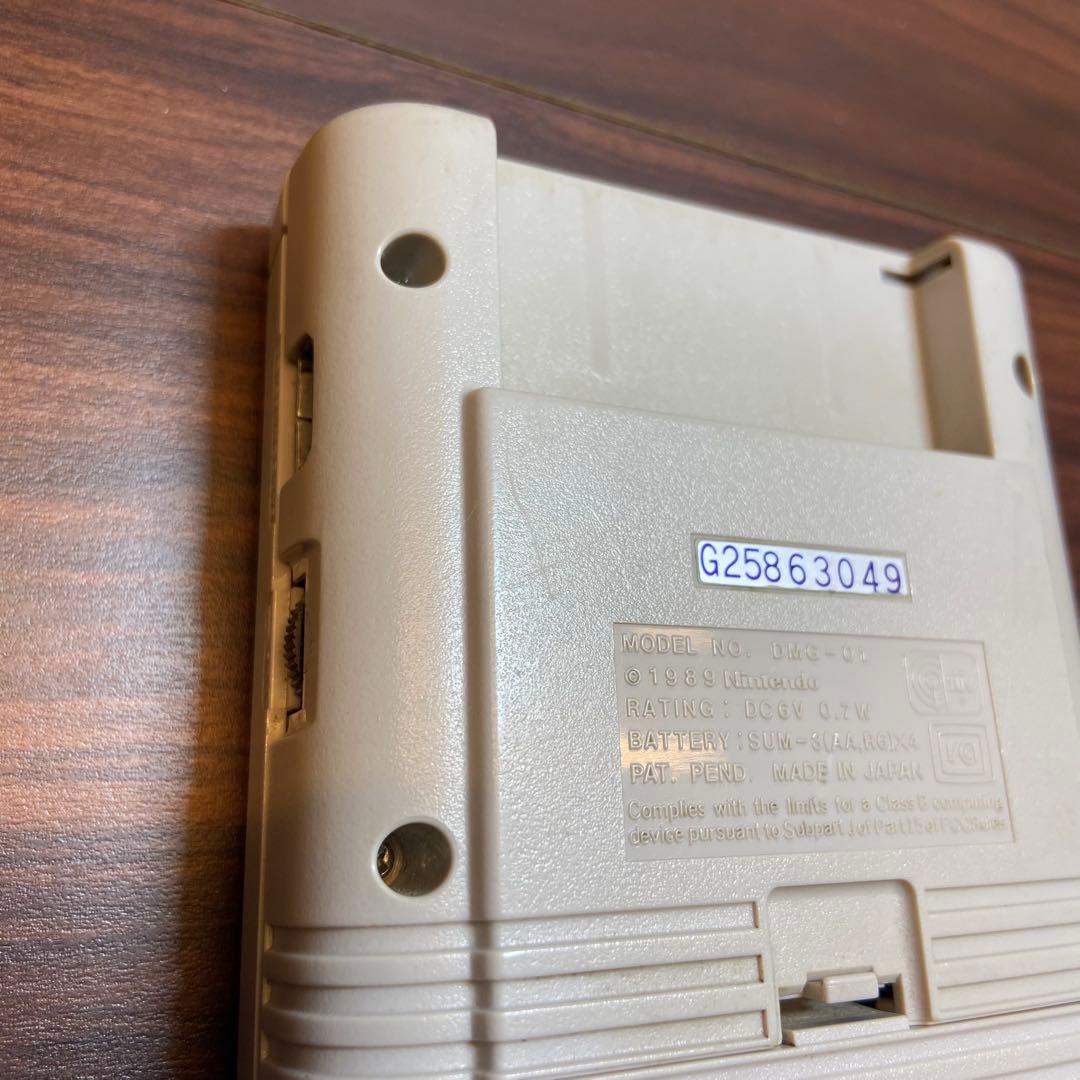 G25863049
MODEL NO. DMG-01
©1989 Nintendo
RATING: DC6V 0.7W
BATTERY: SUM-3(AA,R6)X4
PAT. PEND. MADE IN JAPAN
Complies with the limits for a Class B computing
device pursuant to Subpart J of Part 15 of FCC Rules